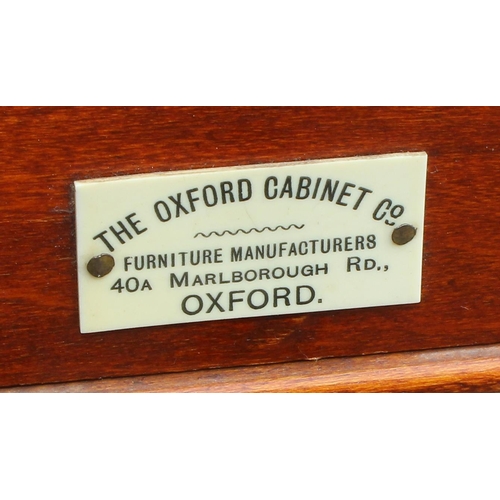 THE OXFORD CABINET Co.
FURNITURE MANUFACTURERS
40A MARLBOROUGH RD.,
OXFORD.